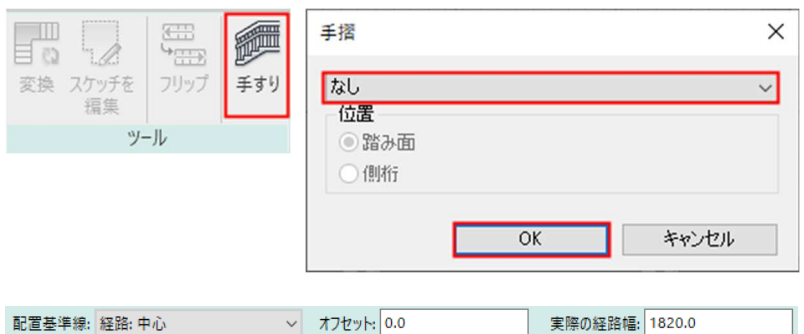 変換
スケッチを
編集
フリップ
手すり
ツール
手摺
なし
位置
踏み面
側桁
OK
キャンセル
配置基準線: 経路: 中心
オフセット: 0.0
実際の経路幅: 1820.0